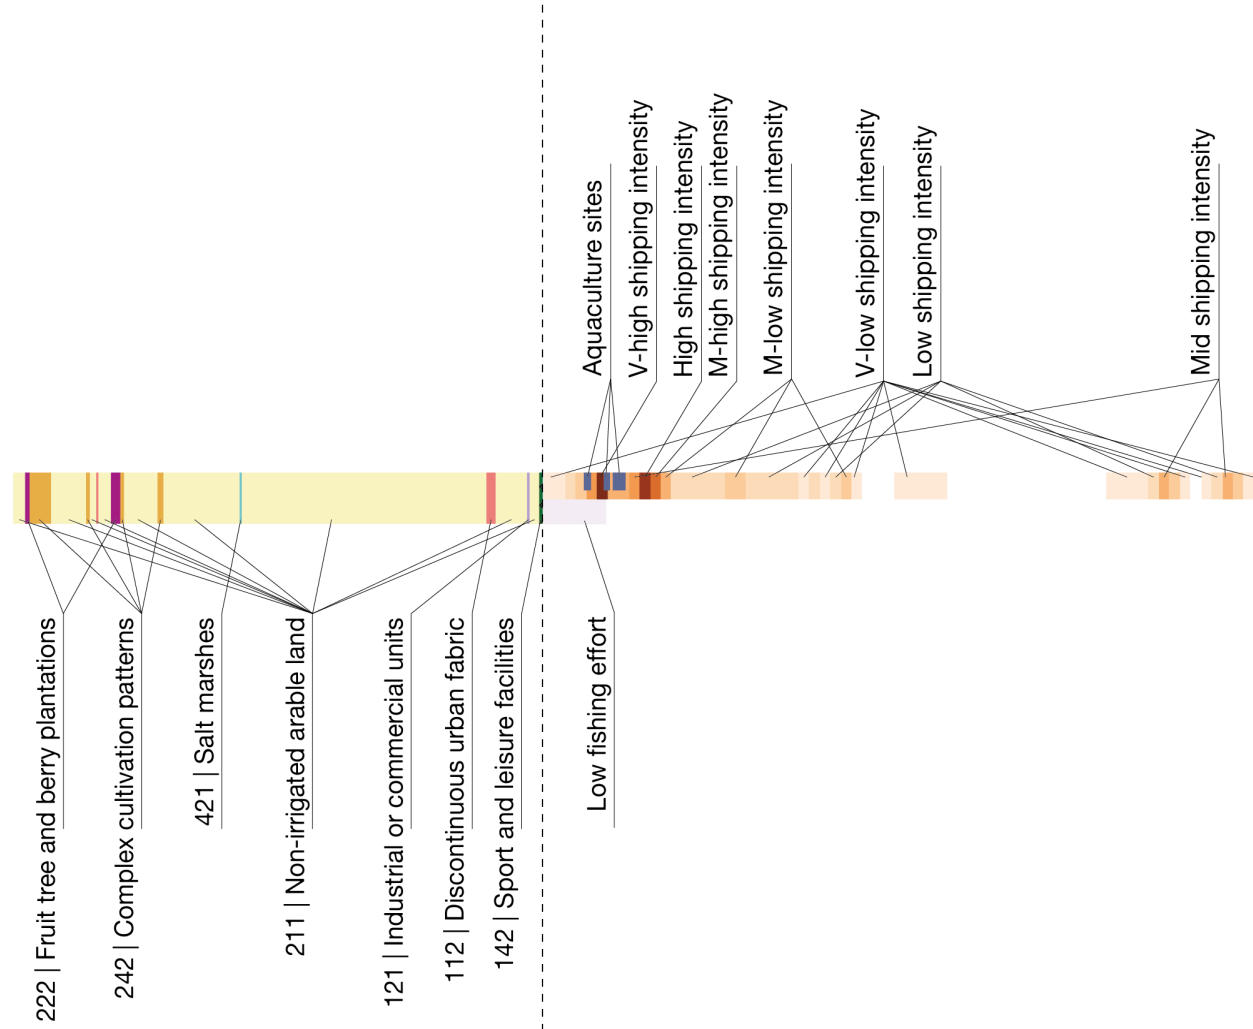 Aquaculture sites
V-high shipping intensity
High shipping intensity
M-high shipping intensity
M-low shipping intensity
V-low shipping intensity
Low shipping intensity
Mid shipping intensity
222 | Fruit tree and berry plantations
242 | Complex cultivation patterns
421 | Salt marshes
211 | Non-irrigated arable land
121 | Industrial or commercial units
112 | Discontinuous urban fabric
142 | Sport and leisure facilities
Low fishing effort